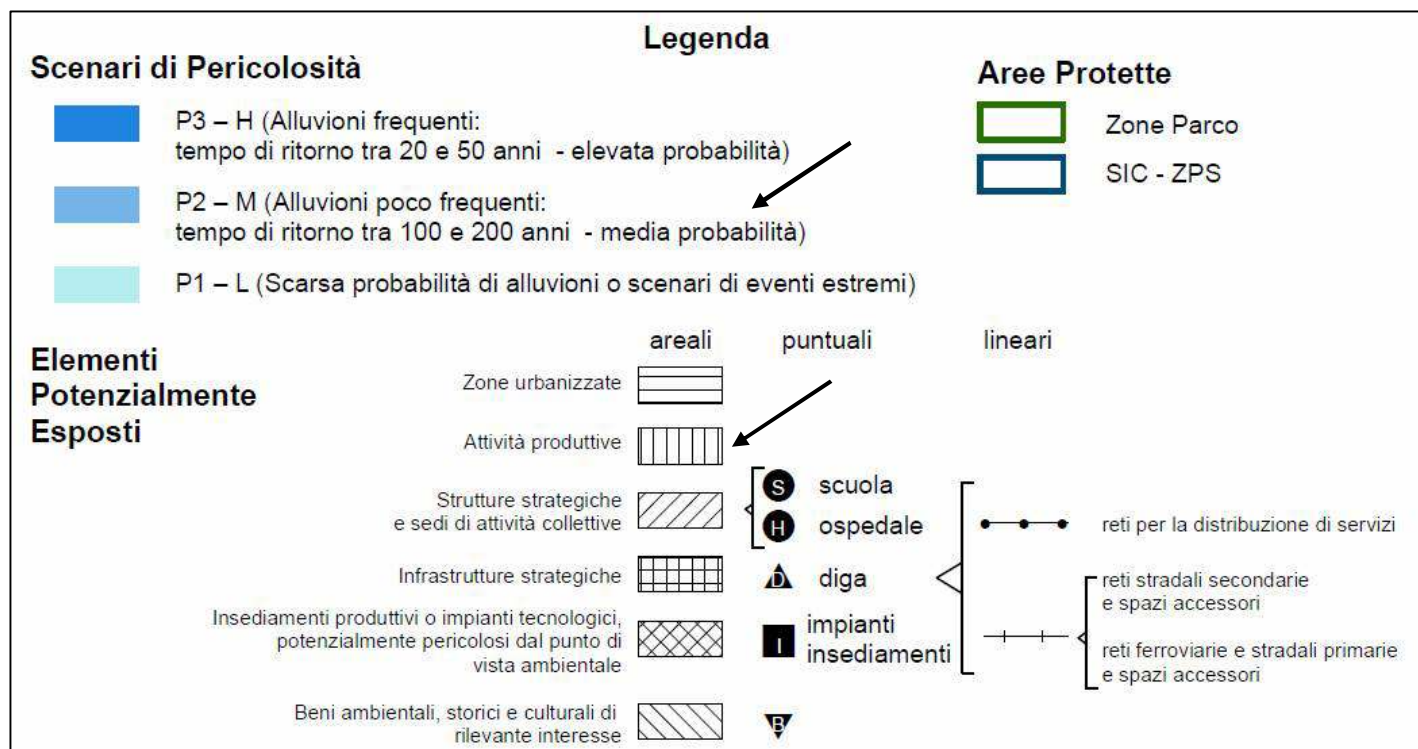 Legenda
Scenari di Pericolosità
P3 – H (Alluvioni frequenti:
tempo di ritorno tra 20 e 50 anni - elevata probabilità)
P2 – M (Alluvioni poco frequenti:
tempo di ritorno tra 100 e 200 anni - media probabilità)
P1 – L (Scarsa probabilità di alluvioni o scenari di eventi estremi)
Aree Protette
Zone Parco
SIC - ZPS
Elementi
Potenzialmente
Esposti
areali
puntuali
lineari
Zone urbanizzate
Attività produttive
Strutture strategiche
e sedi di attività collettive
Infrastrutture strategiche
Insediamenti produttivi o impianti tecnologici,
potenzialmente pericolosi dal punto di
vista ambientale
Beni ambientali, storici e culturali di
rilevante interesse
S scuola
H ospedale
D diga
I impianti
insediamenti
B
reti per la distribuzione di servizi
reti stradali secondarie
e spazi accessori
reti ferroviarie e stradali primarie
e spazi accessori